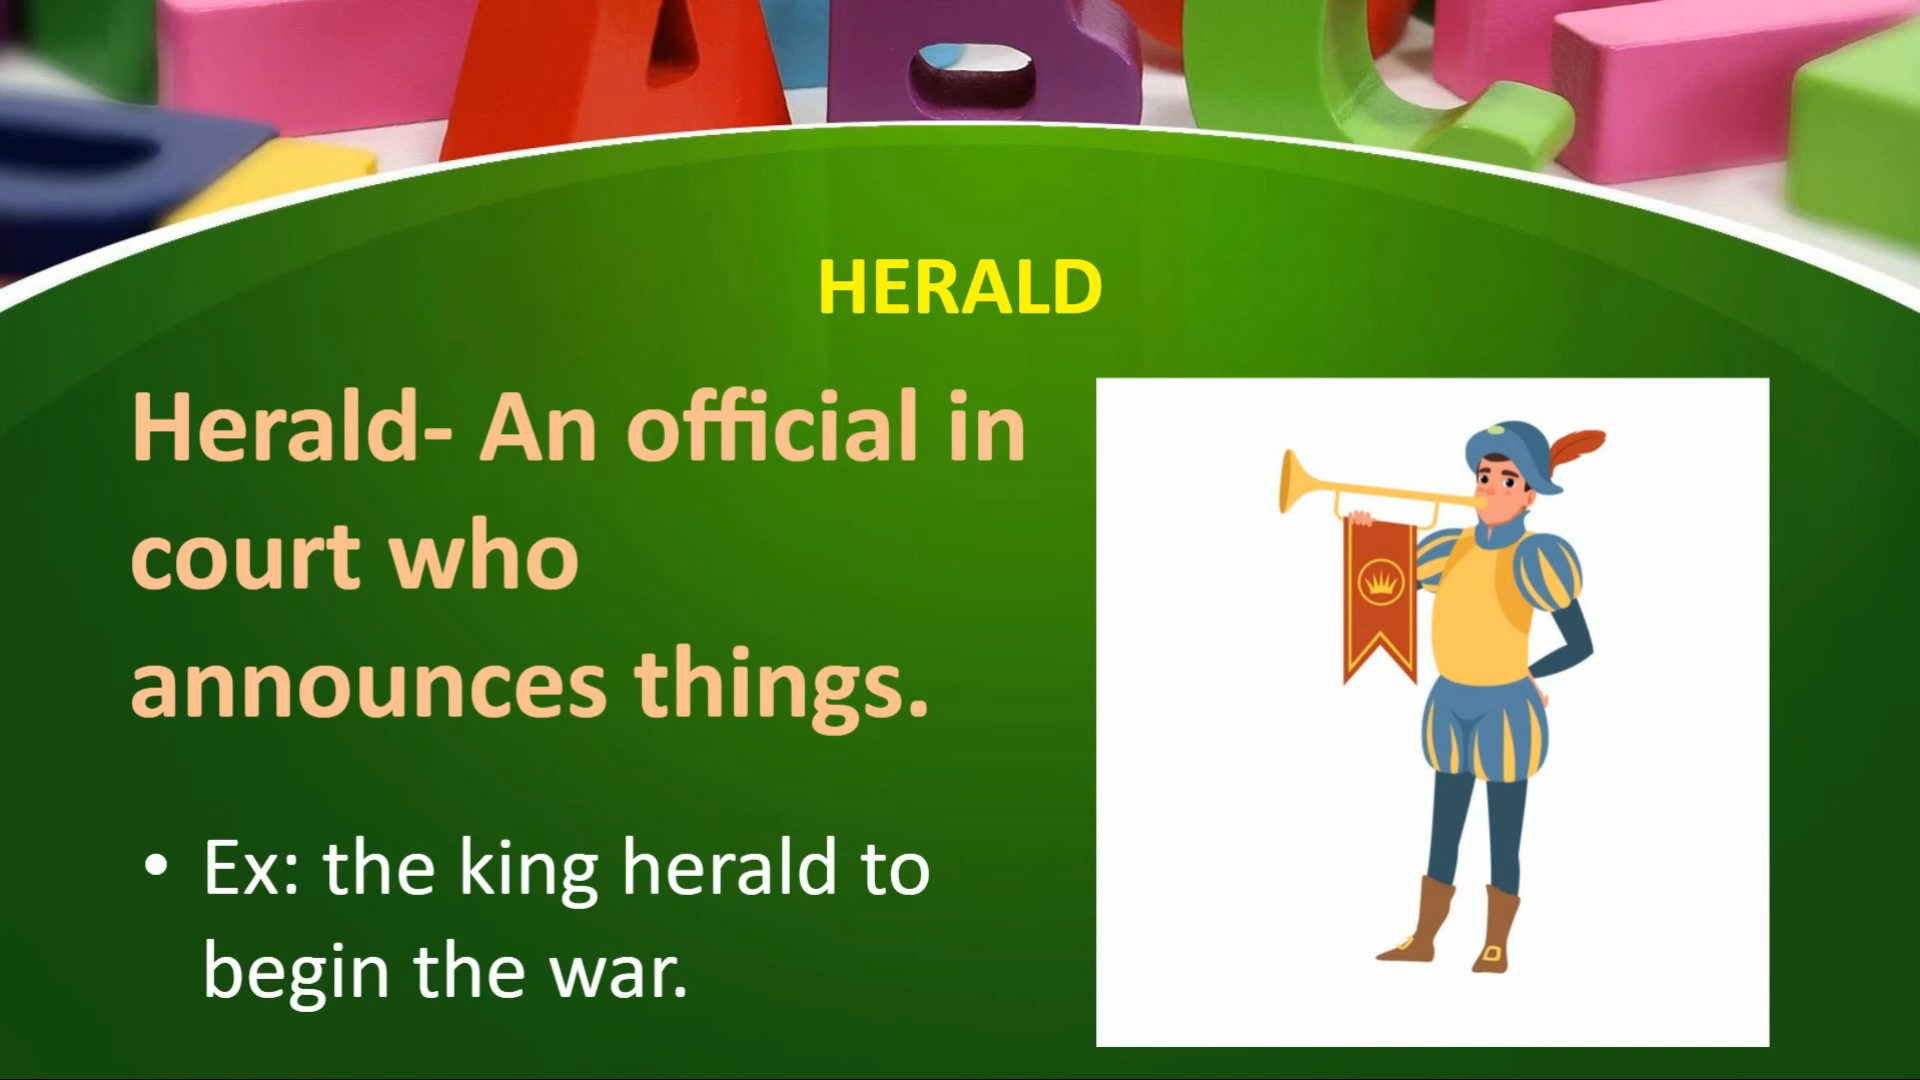 HERALD
Herald- An official in
court who
announces things.
• Ex: the king herald to
begin the war.